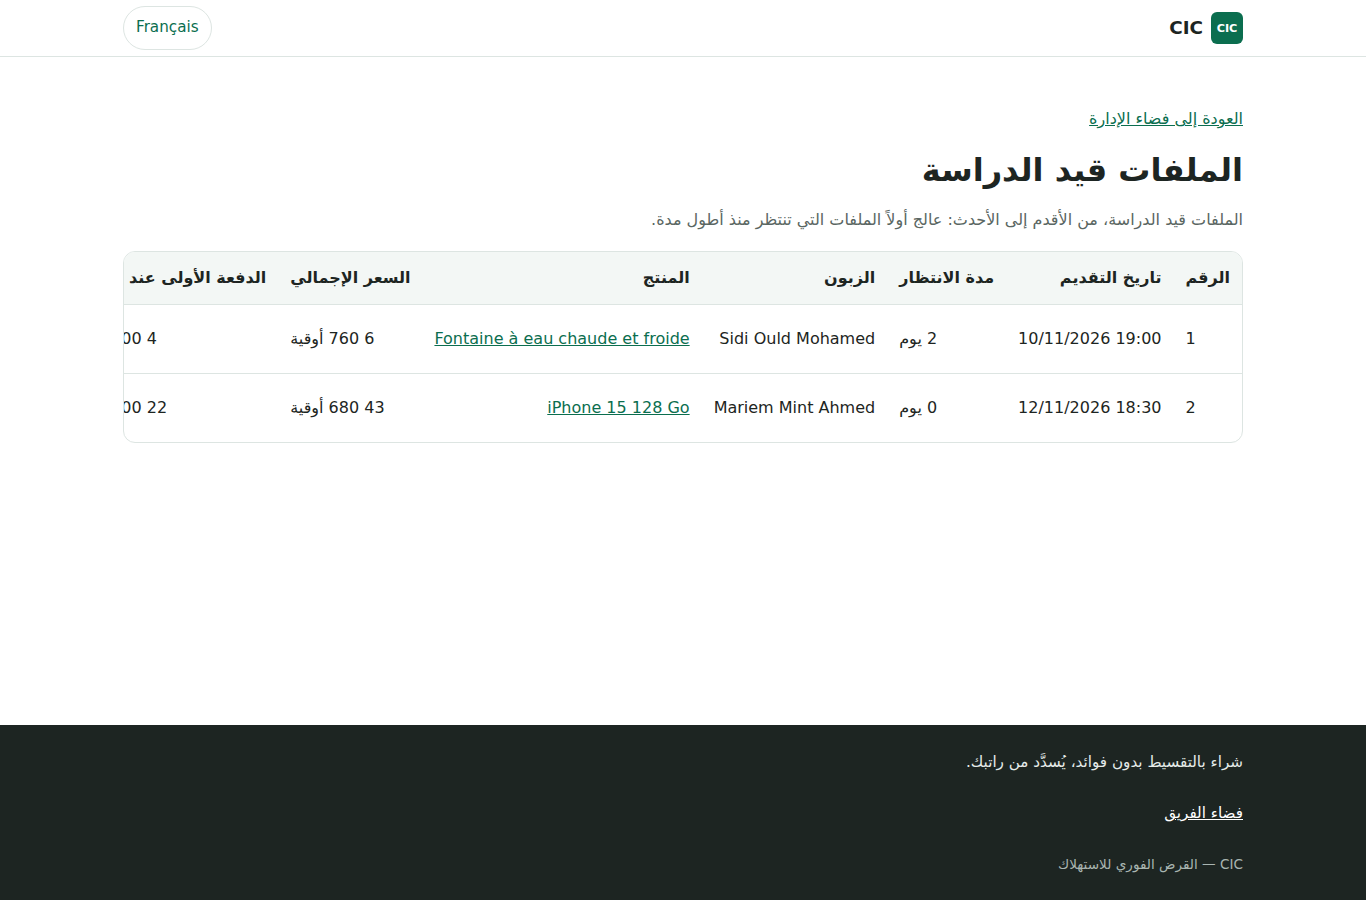 CIC CIC Français
العودة إلى فضاء الإدارة
الملفات قيد الدراسة
الملفات قيد الدراسة، من الأقدم إلى الأحدث: عالج أولاً الملفات التي تنتظر منذ أطول مدة.
الرقم تاريخ التقديم مدة الانتظار الزبون المنتج السعر الإجمالي الدفعة الأولى عند
1 10/11/2026 19:00 2 يوم Sidi Ould Mohamed Fontaine à eau chaude et froide 6 760 أوقية 4
2 12/11/2026 18:30 0 يوم Mariem Mint Ahmed iPhone 15 128 Go 43 680 أوقية 22
شراء بالتقسيط بدون فوائد، يُسدَّد من راتبك.
فضاء الفريق
CIC — القرض الفوري للاستهلاك